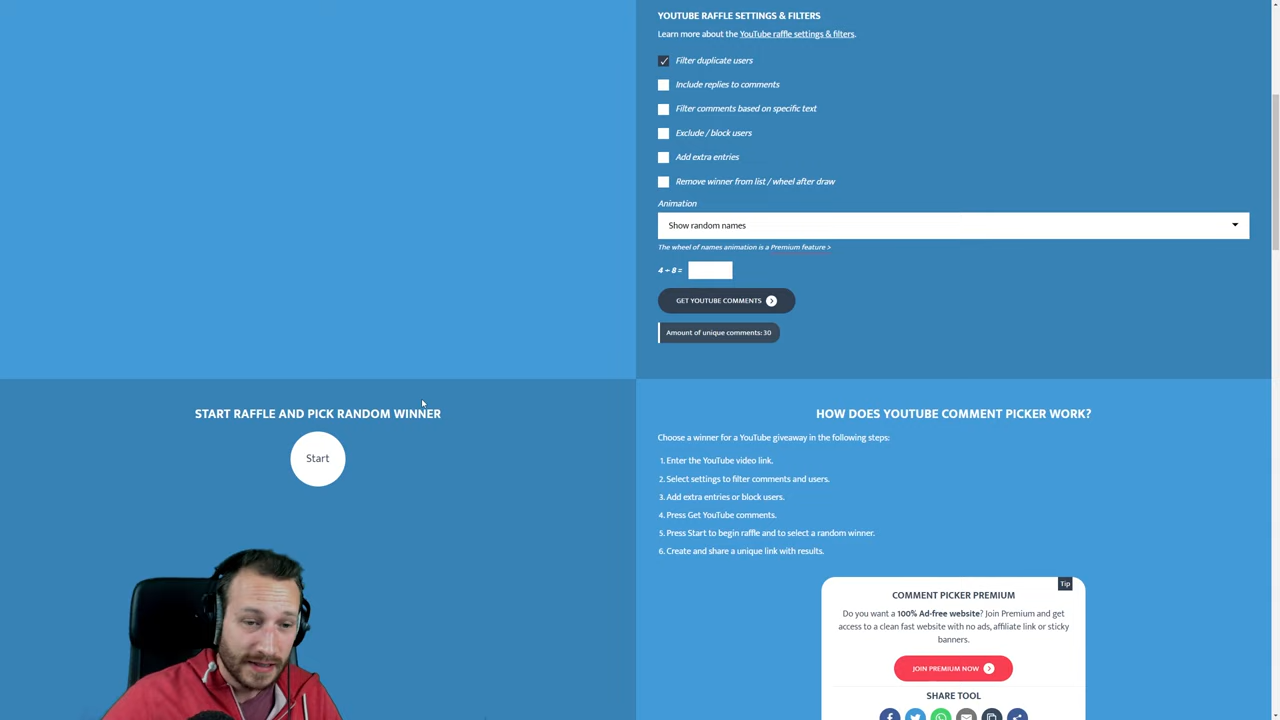 YOUTUBE RAFFLE SETTINGS & FILTERS
Learn more about the YouTube raffle settings & filters.
Filter duplicate users
Include replies to comments
Filter comments based on specific text
Exclude / block users
Add extra entries
Remove winner from list / wheel after draw
Animation
Show random names
The wheel of names animation is a Premium feature >
GET YOUTUBE COMMENTS
Amount of unique comments: 30
START RAFFLE AND PICK RANDOM WINNER
Start
HOW DOES YOUTUBE COMMENT PICKER WORK?
Choose a winner for a YouTube giveaway in the following steps:
1. Enter the YouTube video link.
2. Select settings to filter comments and users.
3. Add extra entries or block users.
4. Press Get YouTube comments.
5. Press Start to begin raffle and to select a random winner.
6. Create and share a unique link with results.
Tip
COMMENT PICKER PREMIUM
Do you want a 100% Ad-free website? Join Premium and get
access to a clean fast website with no ads, affiliate link or sticky
banners.
JOIN PREMIUM NOW
SHARE TOOL